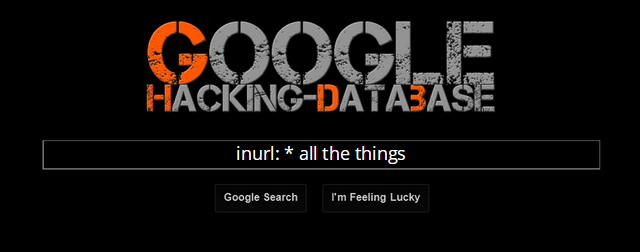 GOOGLE
HACKING-DATABASE
inurl: * all the things
Google Search I'm Feeling Lucky